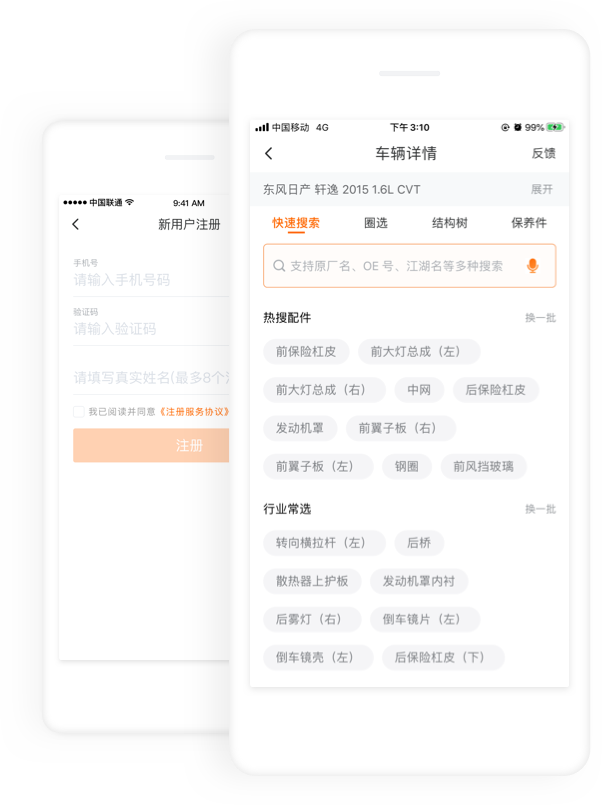 中国联通 9:41 AM
新用户注册
手机号
请输入手机号码
验证码
请输入验证码
请填写真实姓名(最多8个
我已阅读并同意《注册服务协议》
注册
中国移动 4G 下午3:10 99%
车辆详情 反馈
东风日产 轩逸 2015 1.6L CVT 展开
快速搜索 圈选 结构树 保养件
支持原厂名、OE 号、江湖名等多种搜索
热搜配件 换一批
前保险杠皮 前大灯总成（左）
前大灯总成（右） 中网 后保险杠皮
发动机罩 前翼子板（右）
前翼子板（左） 钢圈 前风挡玻璃
行业常选 换一批
转向横拉杆（左） 后桥
散热器上护板 发动机罩内衬
后雾灯（右） 倒车镜片（左）
倒车镜壳（左） 后保险杠皮（下）